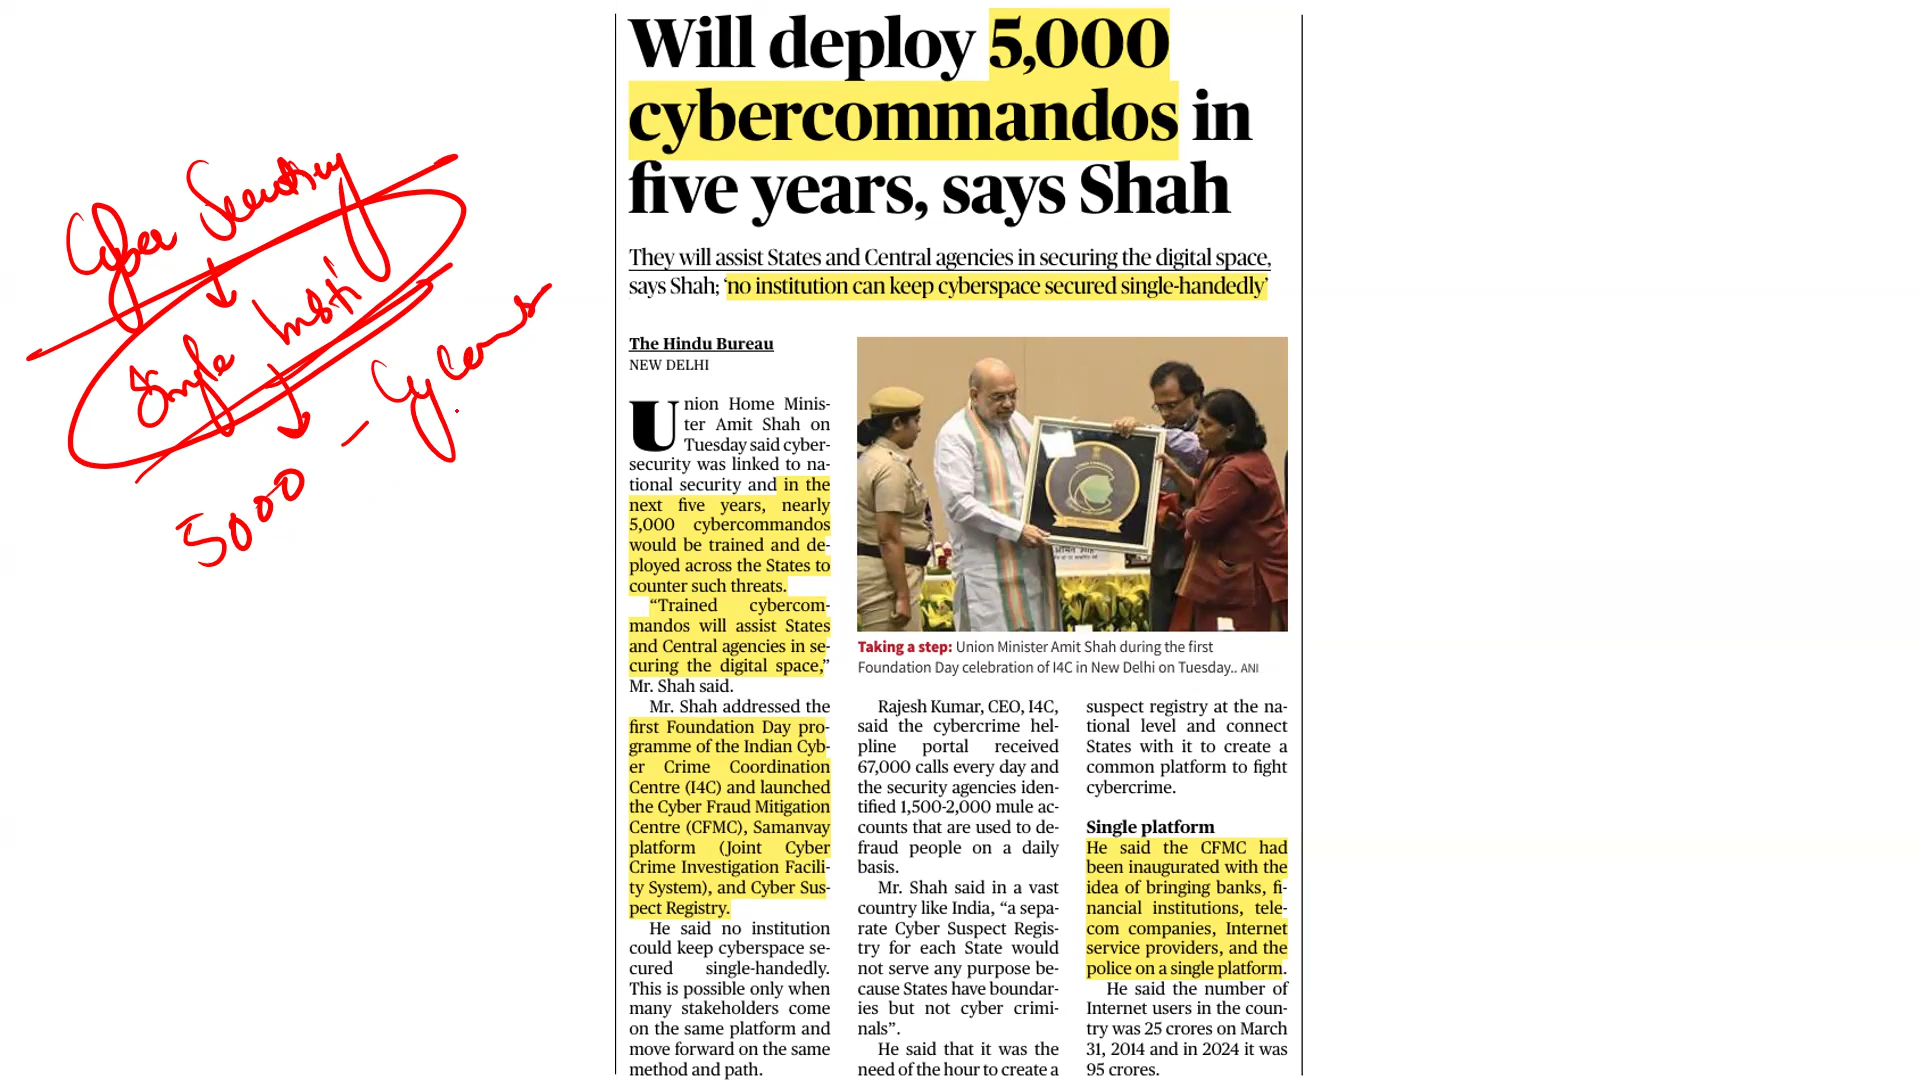 Cyber Security
Single Insti
5000 - Cy Com
Will deploy 5,000
cybercommandos in
five years, says Shah
They will assist States and Central agencies in securing the digital space,
says Shah; ‘no institution can keep cyberspace secured single-handedly’
The Hindu Bureau
NEW DELHI
Union Home Minis-
ter Amit Shah on
Tuesday said cyber-
security was linked to na-
tional security and in the
next five years, nearly
5,000 cybercommandos
would be trained and de-
ployed across the States to
counter such threats.
“Trained cybercom-
mandos will assist States
and Central agencies in se-
curing the digital space,”
Mr. Shah said.
Mr. Shah addressed the
first Foundation Day pro-
gramme of the Indian Cyb-
er Crime Coordination
Centre (I4C) and launched
the Cyber Fraud Mitigation
Centre (CFMC), Samanvay
platform (Joint Cyber
Crime Investigation Facili-
ty System), and Cyber Sus-
pect Registry.
He said no institution
could keep cyberspace se-
cured single-handedly.
This is possible only when
many stakeholders come
on the same platform and
move forward on the same
method and path.
Taking a step: Union Minister Amit Shah during the first
Foundation Day celebration of I4C in New Delhi on Tuesday.. ANI
Rajesh Kumar, CEO, I4C,
said the cybercrime hel-
pline portal received
67,000 calls every day and
the security agencies iden-
tified 1,500-2,000 mule ac-
counts that are used to de-
fraud people on a daily
basis.
Mr. Shah said in a vast
country like India, “a sepa-
rate Cyber Suspect Regis-
try for each State would
not serve any purpose be-
cause States have boundar-
ies but not cyber crimi-
nals”.
He said that it was the
need of the hour to create a
suspect registry at the na-
tional level and connect
States with it to create a
common platform to fight
cybercrime.
Single platform
He said the CFMC had
been inaugurated with the
idea of bringing banks, fi-
nancial institutions, tele-
com companies, Internet
service providers, and the
police on a single platform.
He said the number of
Internet users in the coun-
try was 25 crores on March
31, 2014 and in 2024 it was
95 crores.